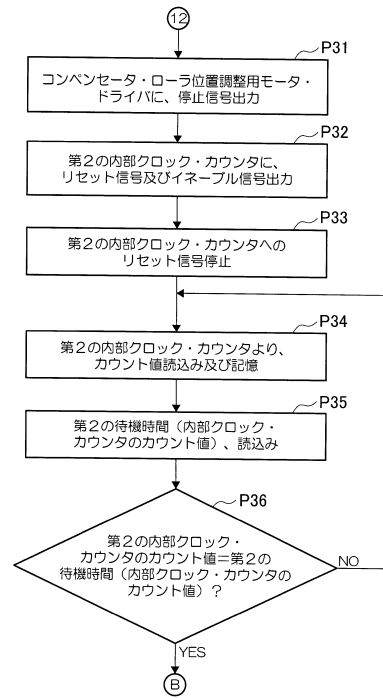 12
P31
コンペンセータ・ローラ位置調整用モータ・
ドライバに、停止信号出力
P32
第2の内部クロック・カウンタに、
リセット信号及びイネーブル信号出力
P33
第2の内部クロック・カウンタへの
リセット信号停止
P34
第2の内部クロック・カウンタより、
カウント値読込み及び記憶
P35
第2の待機時間（内部クロック・
カウンタのカウント値）、読込み
P36
第2の内部クロック・
カウンタのカウント値＝第2の
待機時間（内部クロック・カウンタの
カウント値）？
NO
YES
B